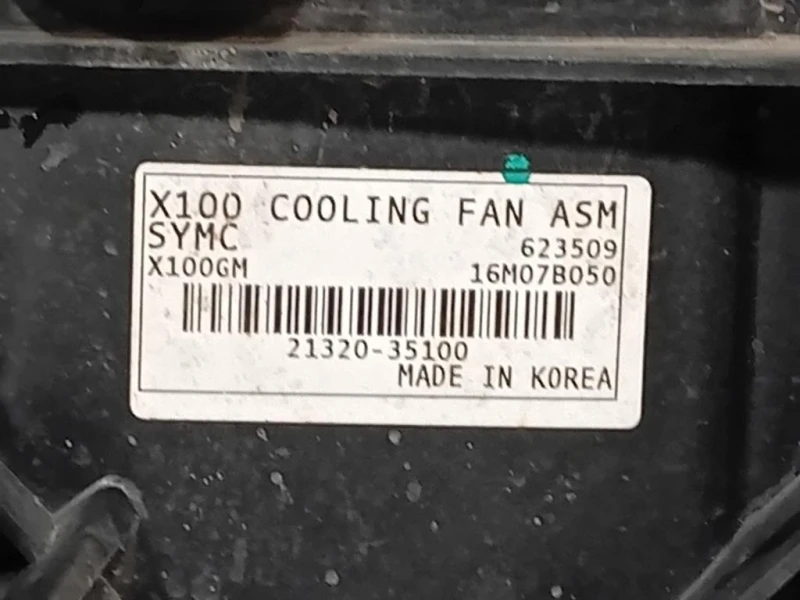 X100 COOLING FAN ASM
SYMC 623509
X100GM 16M07B050
21320-35100
MADE IN KOREA